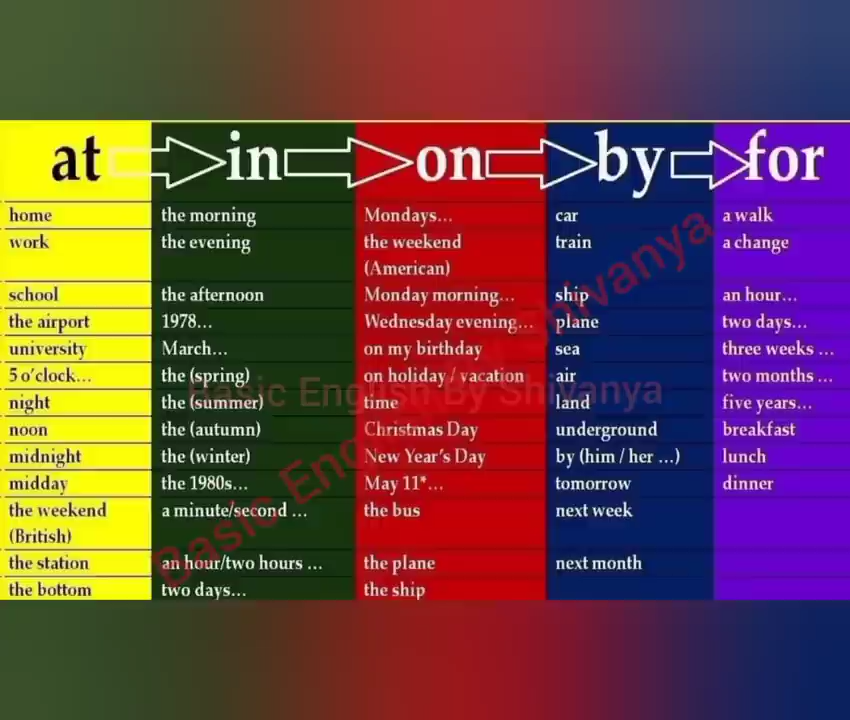 at in on by for
home the morning Mondays... car a walk
work the evening the weekend train a change
(American)
school the afternoon Monday morning... ship an hour...
the airport 1978... Wednesday evening... plane two days...
university March... on my birthday sea three weeks ...
5 o'clock... the (spring) on holiday / vacation air two months ...
Basic English By Shivanya
night the (summer) time land five years...
noon the (autumn) Christmas Day underground breakfast
midnight the (winter) New Year's Day by (him / her ...) lunch
midday the 1980s... May 11*... tomorrow dinner
the weekend a minute/second ... the bus next week
(British)
the station an hour/two hours ... the plane next month
the bottom two days... the ship
Basic English By Shivanya